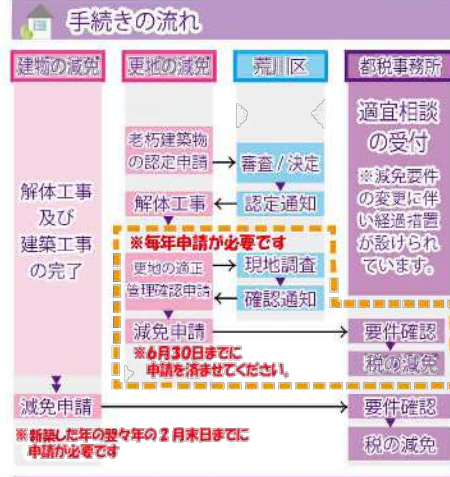 手続きの流れ
建物の減免
更地の減免
荒川区
都税事務所
解体工事
及び
建築工事
の完了
減免申請
※新築した年の翌々年の2月末日までに
申請が必要です
老朽建築物
の認定申請
審査/決定
解体工事
認定通知
※毎年申請が必要です
更地の適正
管理確認申請
現地調査
確認通知
減免申請
※6月30日までに
申請を済ませてください。
適宜相談
の受付
※減免要件
の変更に伴
い経過措置
が設けられ
ています。
要件確認
税の減免
要件確認
税の減免